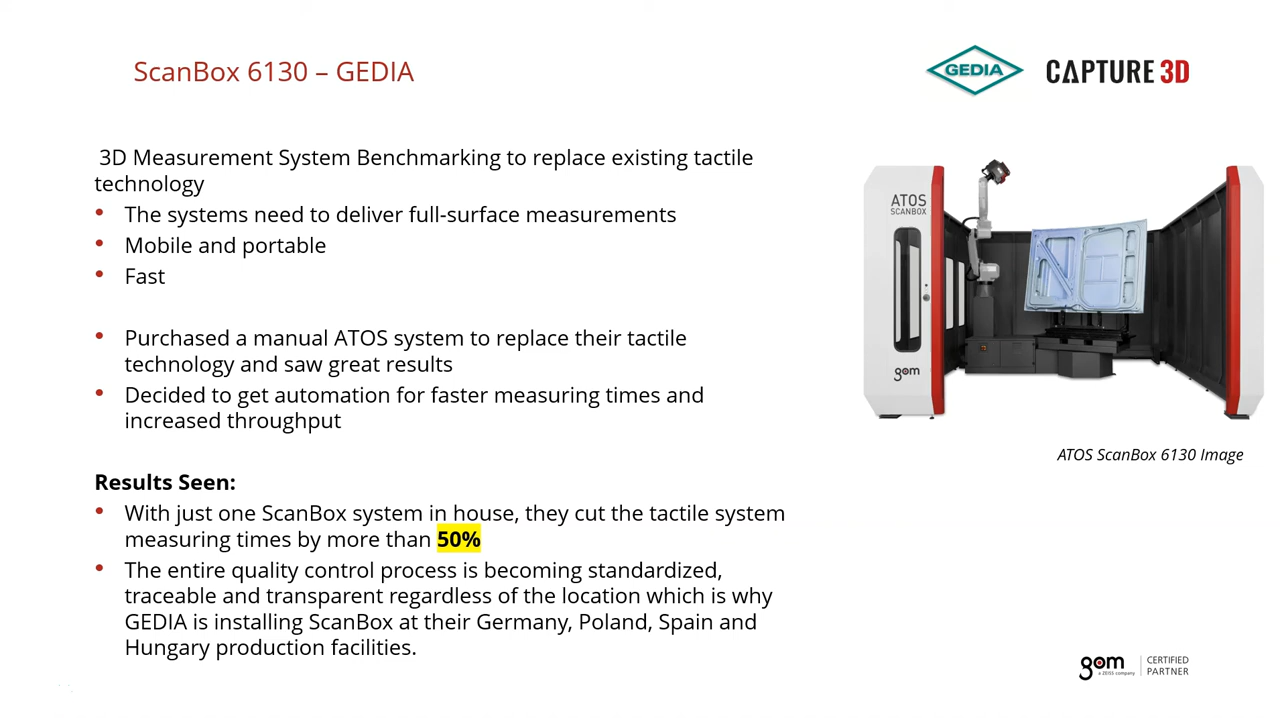 ScanBox 6130 – GEDIA
GEDIA
CAPTURE 3D
3D Measurement System Benchmarking to replace existing tactile
technology
• The systems need to deliver full-surface measurements
• Mobile and portable
• Fast
• Purchased a manual ATOS system to replace their tactile
technology and saw great results
• Decided to get automation for faster measuring times and
increased throughput
Results Seen:
• With just one ScanBox system in house, they cut the tactile system
measuring times by more than 50%
• The entire quality control process is becoming standardized,
traceable and transparent regardless of the location which is why
GEDIA is installing ScanBox at their Germany, Poland, Spain and
Hungary production facilities.
ATOS
SCANBOX
gom
ATOS ScanBox 6130 Image
gom
a ZEISS company
CERTIFIED
PARTNER